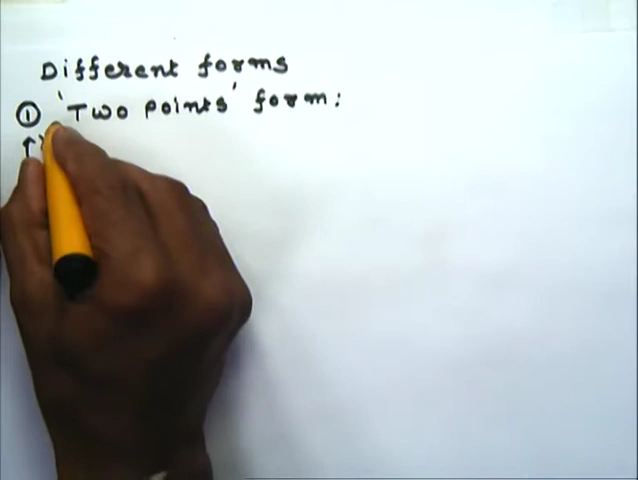 Different forms
① 'Two points' form:
↑